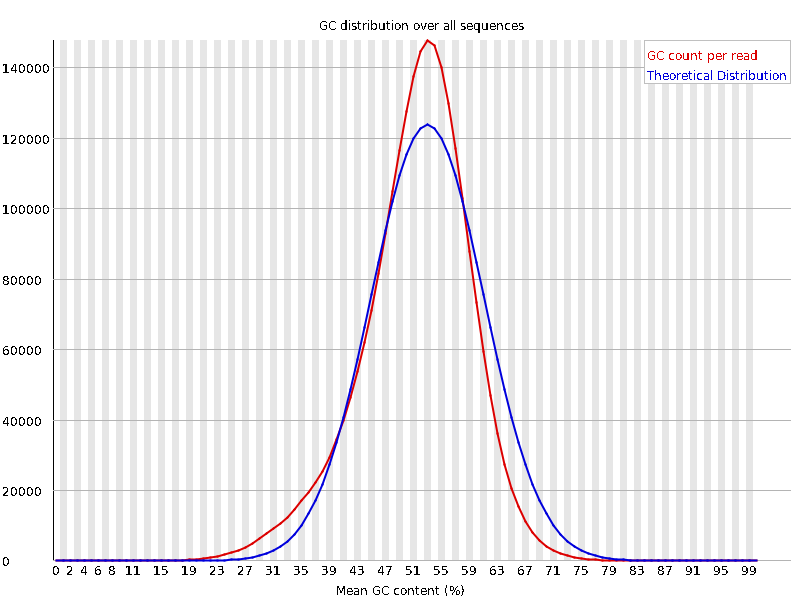 GC distribution over all sequences
GC count per read
Theoretical Distribution
140000
120000
100000
80000
60000
40000
20000
0
0 2 4 6 8 11 15 19 23 27 31 35 39 43 47 51 55 59 63 67 71 75 79 83 87 91 95 99
Mean GC content (%)